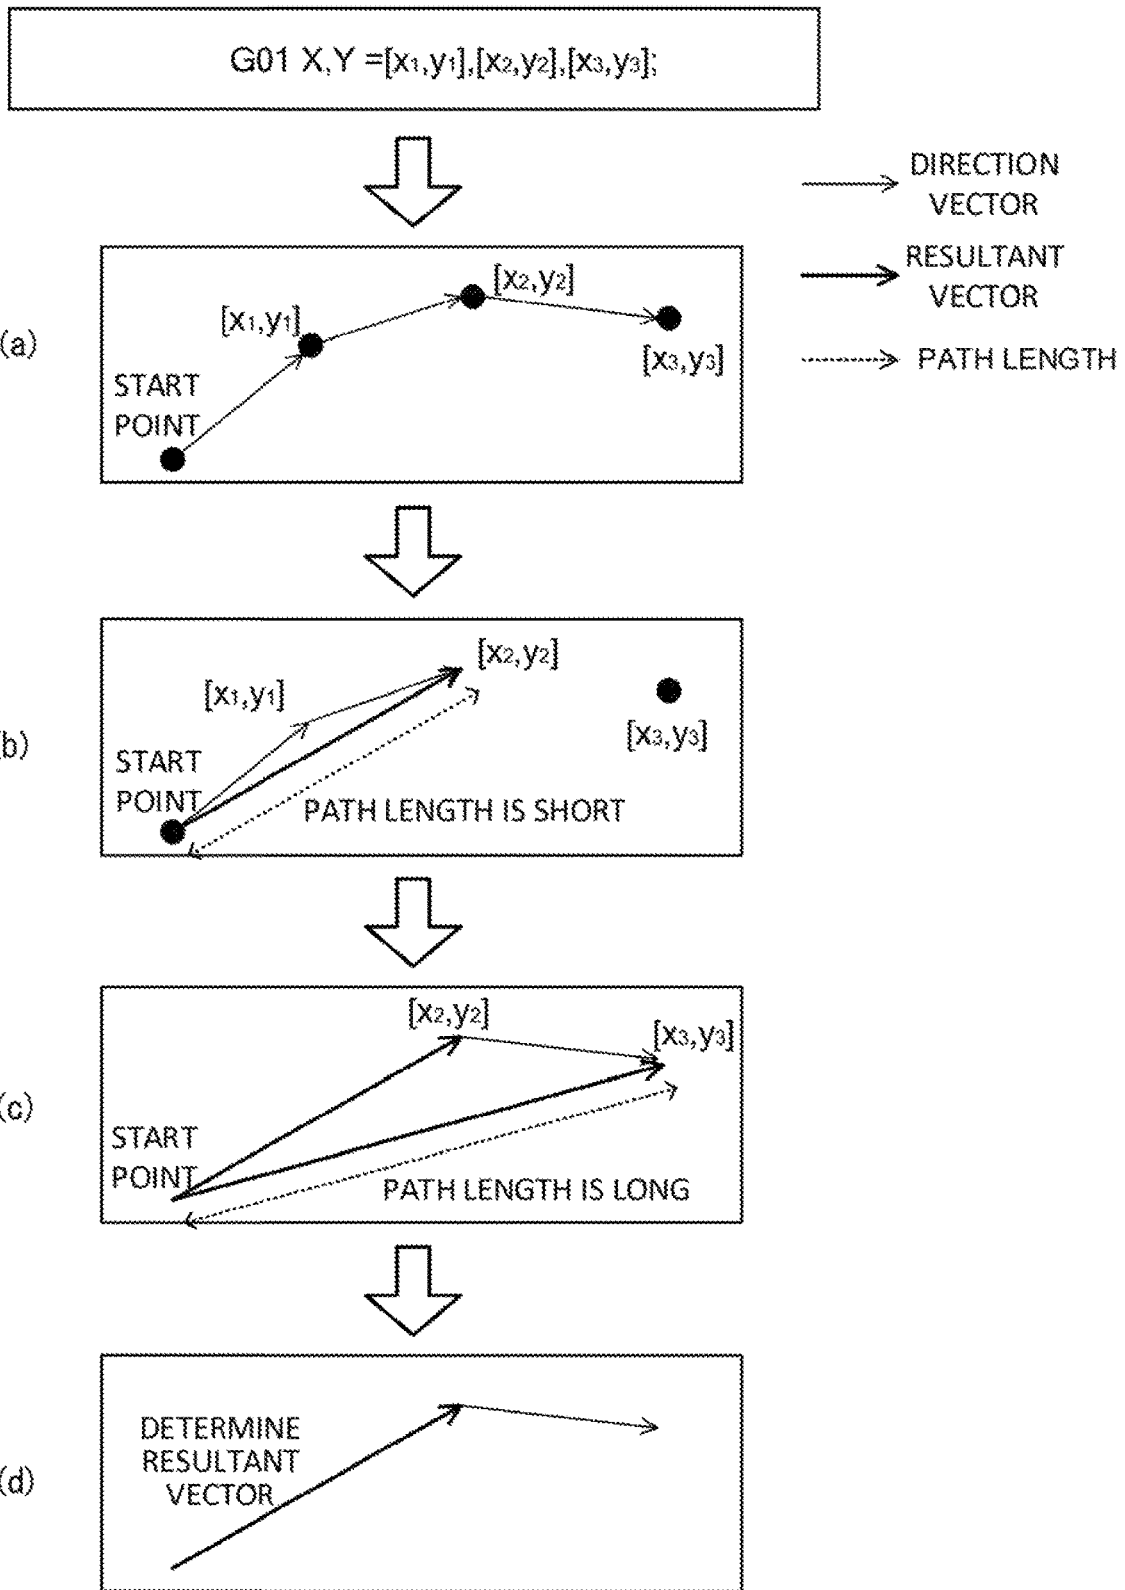 G01 X,Y =[x1,y1],[x2,y2],[x3,y3];
DIRECTION
VECTOR
RESULTANT
VECTOR
PATH LENGTH
(a)
[x2,y2]
[x1,y1]
[x3,y3]
START
POINT
(b)
[x2,y2]
[x1,y1]
[x3,y3]
START
POINT
PATH LENGTH IS SHORT
(c)
[x2,y2]
[x3,y3]
START
POINT
PATH LENGTH IS LONG
(d)
DETERMINE
RESULTANT
VECTOR